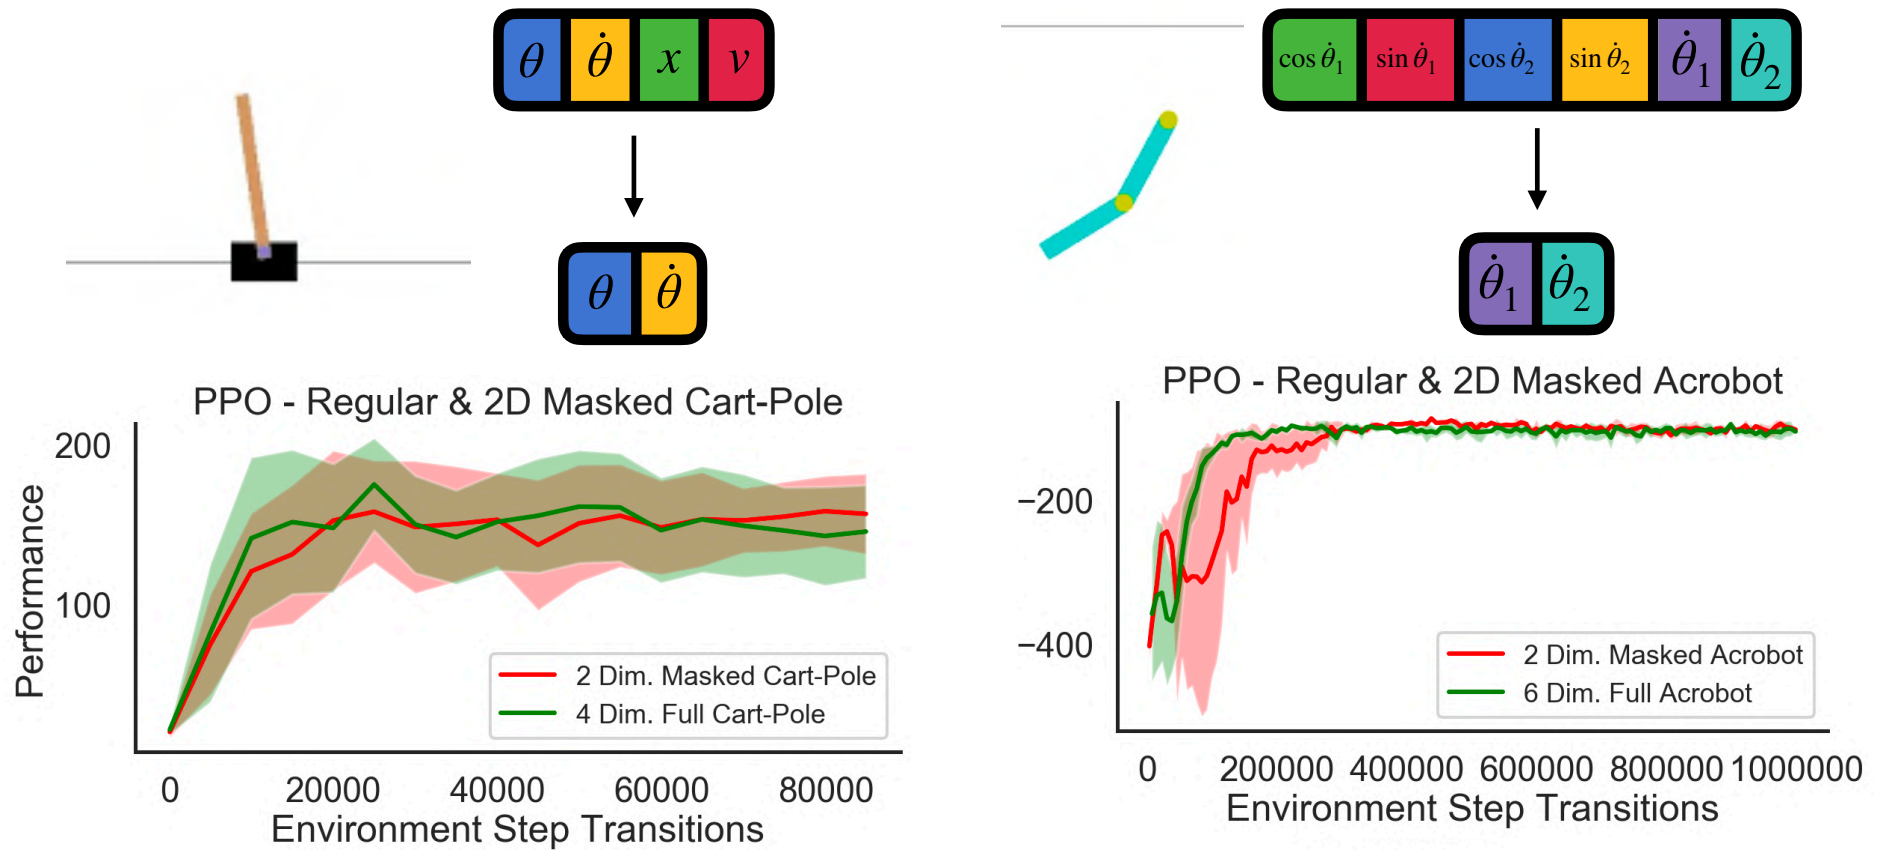 θ θ̇ x v
θ θ̇
PPO - Regular & 2D Masked Cart-Pole
Performance
200
100
2 Dim. Masked Cart-Pole
4 Dim. Full Cart-Pole
0 20000 40000 60000 80000
Environment Step Transitions
cos θ̇₁ sin θ̇₁ cos θ̇₂ sin θ̇₂ θ̇₁ θ̇₂
θ̇₁ θ̇₂
PPO - Regular & 2D Masked Acrobot
−200
−400
2 Dim. Masked Acrobot
6 Dim. Full Acrobot
0 200000 400000 600000 800000 1000000
Environment Step Transitions